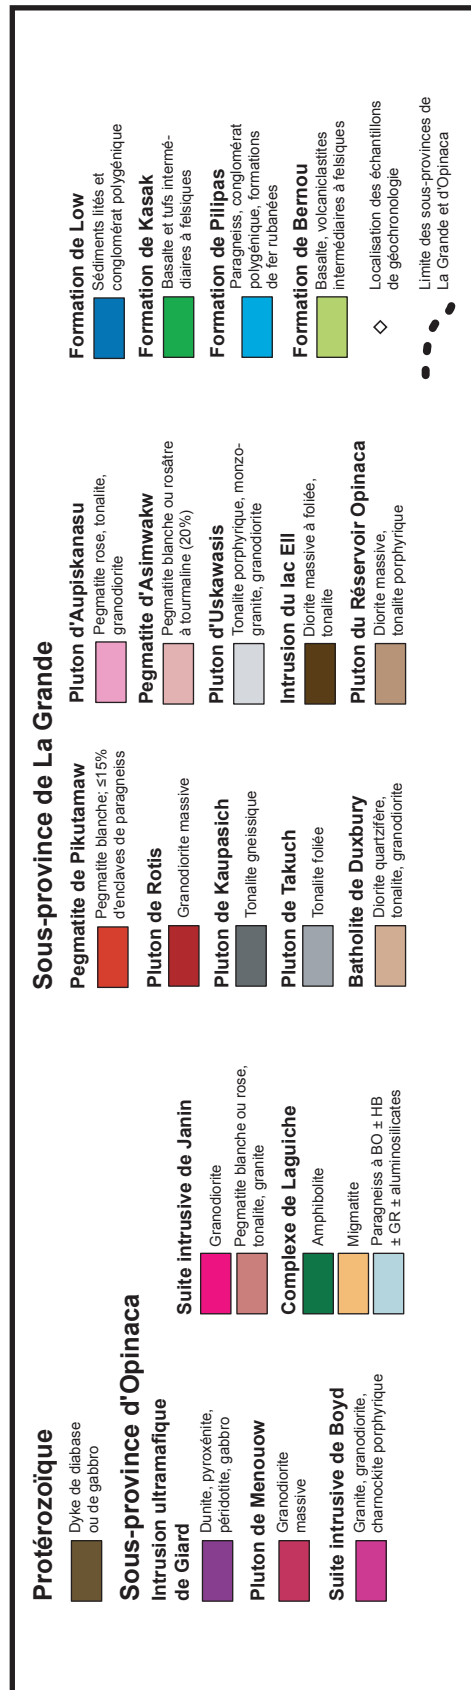 Protérozoïque
Dyke de diabase
ou de gabbro
Sous-province d'Opinaca
Intrusion ultramafique
de Giard
Dunite, pyroxénite,
péridotite, gabbro
Pluton de Menouow
Granodiorite
massive
Suite intrusive de Boyd
Granite, granodiorite,
charnockite porphyrique
Suite intrusive de Janin
Granodiorite
Pegmatite blanche ou rose,
tonalite, granite
Complexe de Laguiche
Amphibolite
Migmatite
Paragneiss à BO ± HB
± GR ± aluminosilicates
Sous-province de La Grande
Pegmatite de Pikutamaw
Pegmatite blanche; ≤15%
d'enclaves de paragneiss
Pluton de Rotis
Granodiorite massive
Pluton de Kaupasich
Tonalite gneissique
Pluton de Takuch
Tonalite foliée
Batholite de Duxbury
Diorite quartzifère,
tonalite, granodiorite
Pluton d'Aupiskanasu
Pegmatite rose, tonalite,
granodiorite
Pegmatite d'Asimwakw
Pegmatite blanche ou rosâtre
à tourmaline (20%)
Pluton d'Uskawasis
Tonalite porphyrique, monzo-
granite, granodiorite
Intrusion du lac Ell
Diorite massive à foliée,
tonalite
Pluton du Réservoir Opinaca
Diorite massive,
tonalite porphyrique
Formation de Low
Sédiments lités et
conglomérat polygénique
Formation de Kasak
Basalte et tufs intermé-
diaires à felsiques
Formation de Pilipas
Paragneiss, conglomérat
polygénique, formations
de fer rubanées
Formation de Bernou
Basalte, volcaniclastites
intermédiaires à felsiques
Localisation des échantillons
de géochronologie
Limite des sous-provinces de
La Grande et d'Opinaca